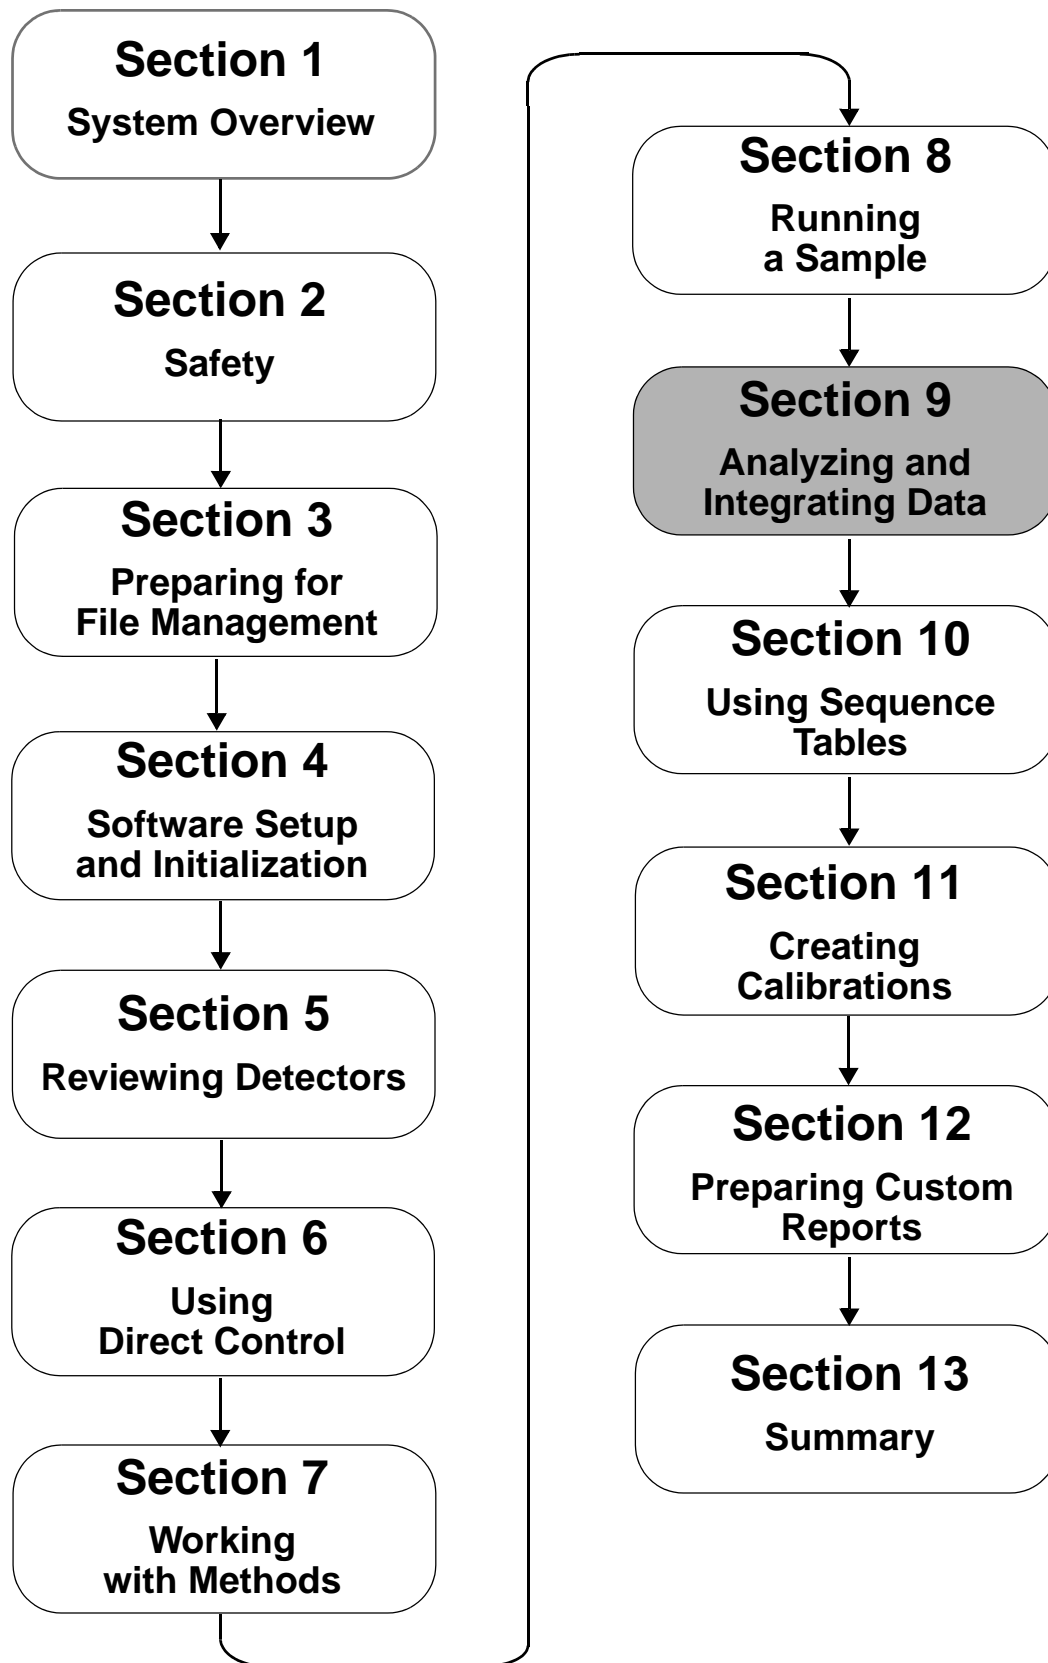 Section 1
System Overview
Section 2
Safety
Section 3
Preparing for
File Management
Section 4
Software Setup
and Initialization
Section 5
Reviewing Detectors
Section 6
Using
Direct Control
Section 7
Working
with Methods
Section 8
Running
a Sample
Section 9
Analyzing and
Integrating Data
Section 10
Using Sequence
Tables
Section 11
Creating
Calibrations
Section 12
Preparing Custom
Reports
Section 13
Summary